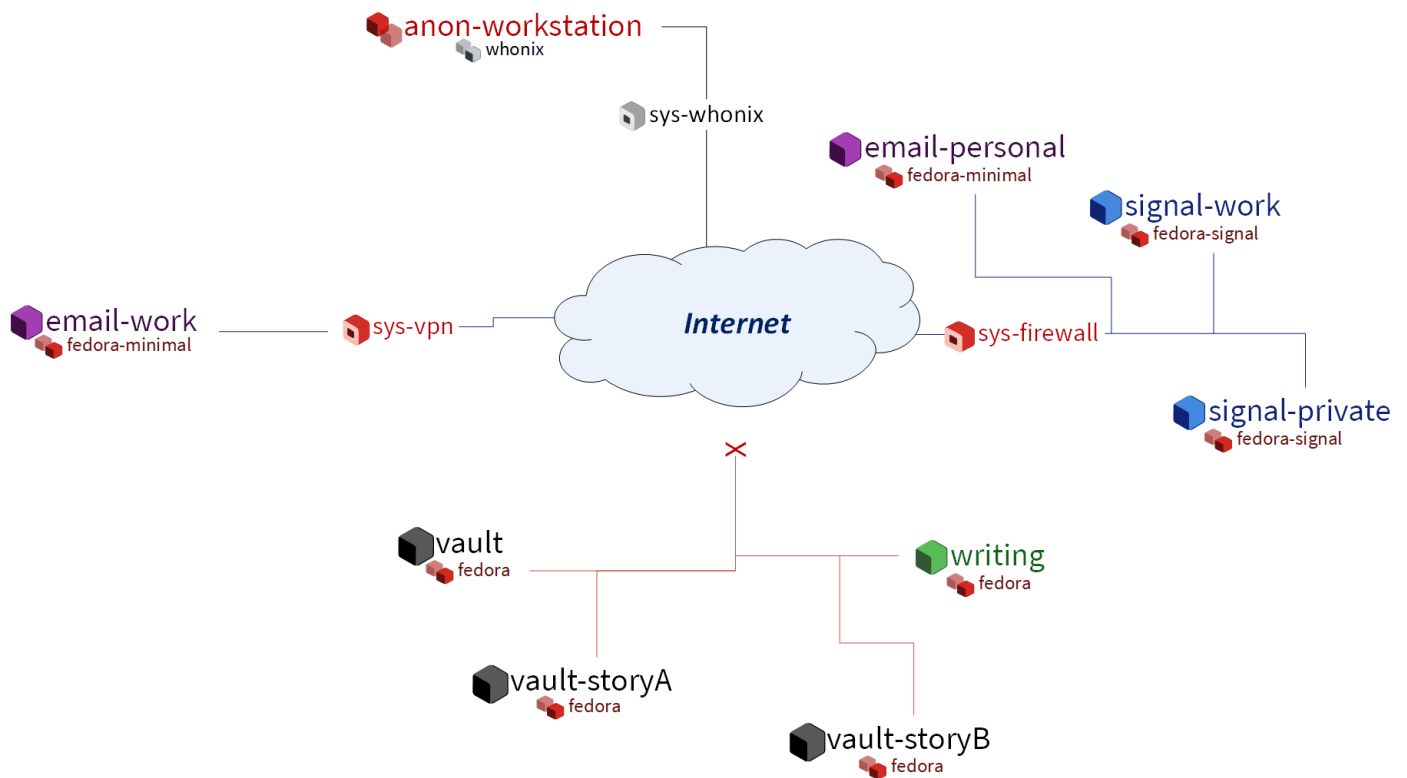 anon-workstation
whonix
sys-whonix
email-personal
fedora-minimal
signal-work
fedora-signal
email-work
fedora-minimal
sys-vpn
Internet
sys-firewall
signal-private
fedora-signal
X
vault
fedora
writing
fedora
vault-storyA
fedora
vault-storyB
fedora